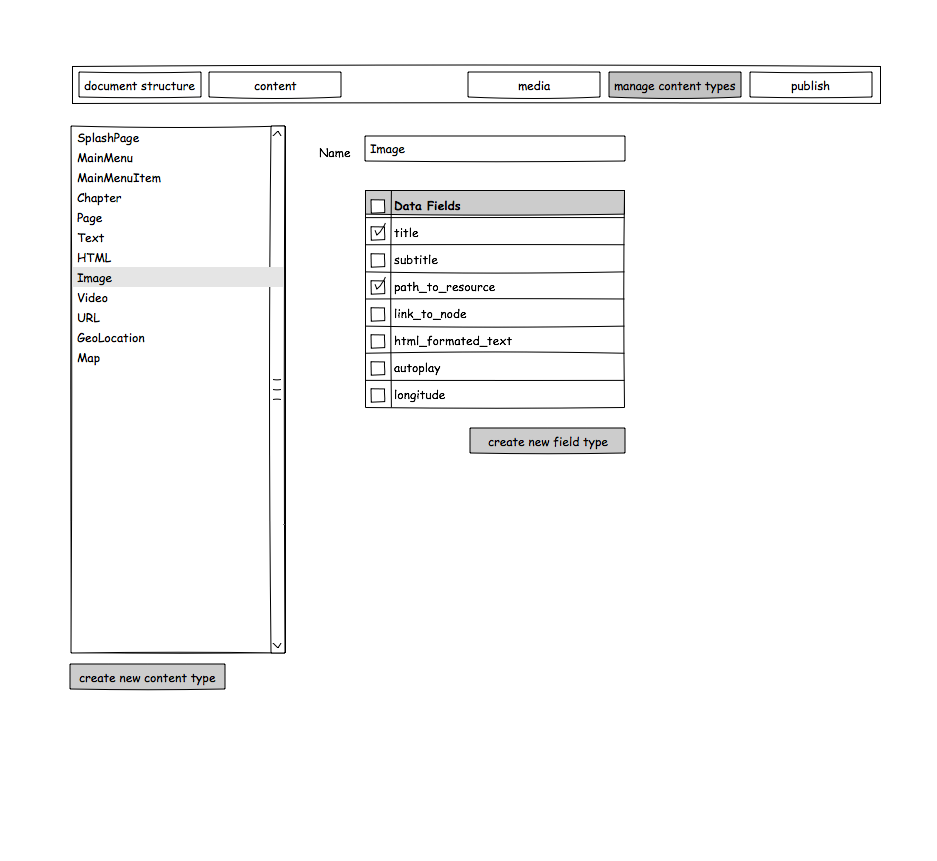 document structure
content
media
manage content types
publish
SplashPage
MainMenu
MainMenuItem
Chapter
Page
Text
HTML
Image
Video
URL
GeoLocation
Map
create new content type
Name
Image
Data Fields
title
subtitle
path_to_resource
link_to_node
html_formated_text
autoplay
longitude
create new field type